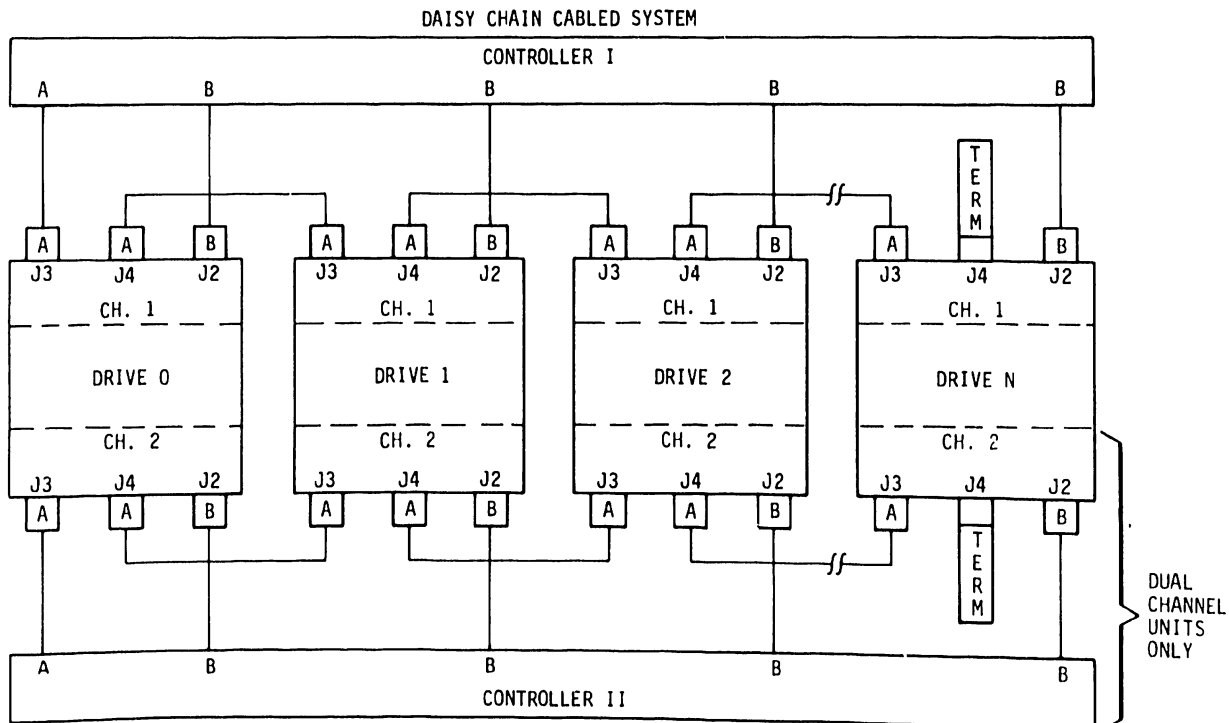 DAISY CHAIN CABLED SYSTEM
CONTROLLER I
A B B B B
T
E
R
M
A A B A A B A A B A B
J3 J4 J2 J3 J4 J2 J3 J4 J2 J3 J4 J2
CH. 1 CH. 1 CH. 1 CH. 1
DRIVE 0 DRIVE 1 DRIVE 2 DRIVE N
CH. 2 CH. 2 CH. 2 CH. 2
J3 J4 J2 J3 J4 J2 J3 J4 J2 J3 J4 J2
A A B A A B A A B A B
T
E
R
M
DUAL
CHANNEL
UNITS
ONLY
A B B B B
CONTROLLER II